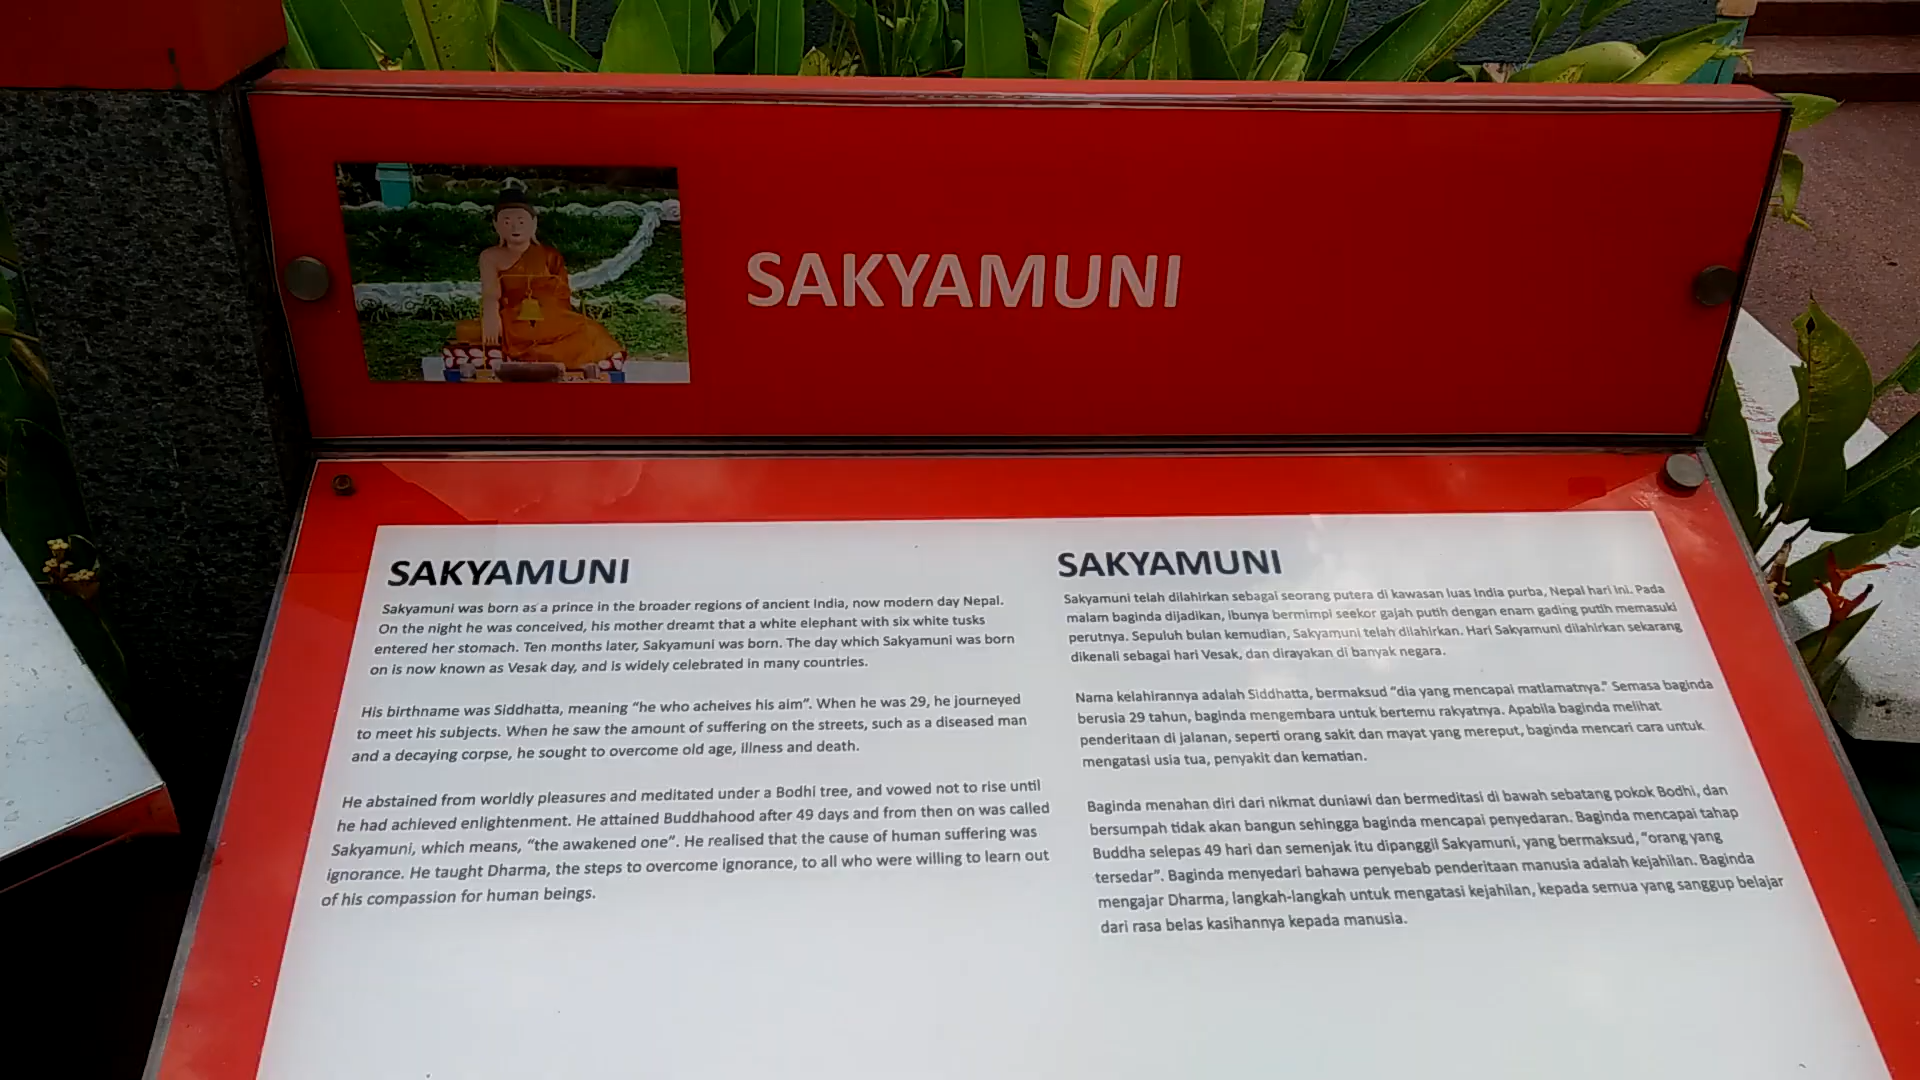 SAKYAMUNI
SAKYAMUNI
Sakyamuni was born as a prince in the broader regions of ancient India, now modern day Nepal.
On the night he was conceived, his mother dreamt that a white elephant with six white tusks
entered her stomach. Ten months later, Sakyamuni was born. The day which Sakyamuni was born
on is now known as Vesak day, and is widely celebrated in many countries.
His birthname was Siddhatta, meaning “he who acheives his aim”. When he was 29, he journeyed
to meet his subjects. When he saw the amount of suffering on the streets, such as a diseased man
and a decaying corpse, he sought to overcome old age, illness and death.
He abstained from worldly pleasures and meditated under a Bodhi tree, and vowed not to rise until
he had achieved enlightenment. He attained Buddhahood after 49 days and from then on was called
Sakyamuni, which means, “the awakened one”. He realised that the cause of human suffering was
ignorance. He taught Dharma, the steps to overcome ignorance, to all who were willing to learn out
of his compassion for human beings.
SAKYAMUNI
Sakyamuni telah dilahirkan sebagai seorang putera di kawasan luas India purba, Nepal hari ini. Pada
malam baginda dijadikan, ibunya bermimpi seekor gajah putih dengan enam gading putih memasuki
perutnya. Sepuluh bulan kemudian, Sakyamuni telah dilahirkan. Hari Sakyamuni dilahirkan sekarang
dikenali sebagai hari Vesak, dan dirayakan di banyak negara.
Nama kelahirannya adalah Siddhatta, bermaksud “dia yang mencapai matlamatnya.” Semasa baginda
berusia 29 tahun, baginda mengembara untuk bertemu rakyatnya. Apabila baginda melihat
penderitaan di jalanan, seperti orang sakit dan mayat yang mereput, baginda mencari cara untuk
mengatasi usia tua, penyakit dan kematian.
Baginda menahan diri dari nikmat duniawi dan bermeditasi di bawah sebatang pokok Bodhi, dan
bersumpah tidak akan bangun sehingga baginda mencapai penyedaran. Baginda mencapai tahap
Buddha selepas 49 hari dan semenjak itu dipanggil Sakyamuni, yang bermaksud, “orang yang
tersedar”. Baginda menyedari bahawa penyebab penderitaan manusia adalah kejahilan. Baginda
mengajar Dharma, langkah-langkah untuk mengatasi kejahilan, kepada semua yang sanggup belajar
dari rasa belas kasihannya kepada manusia.